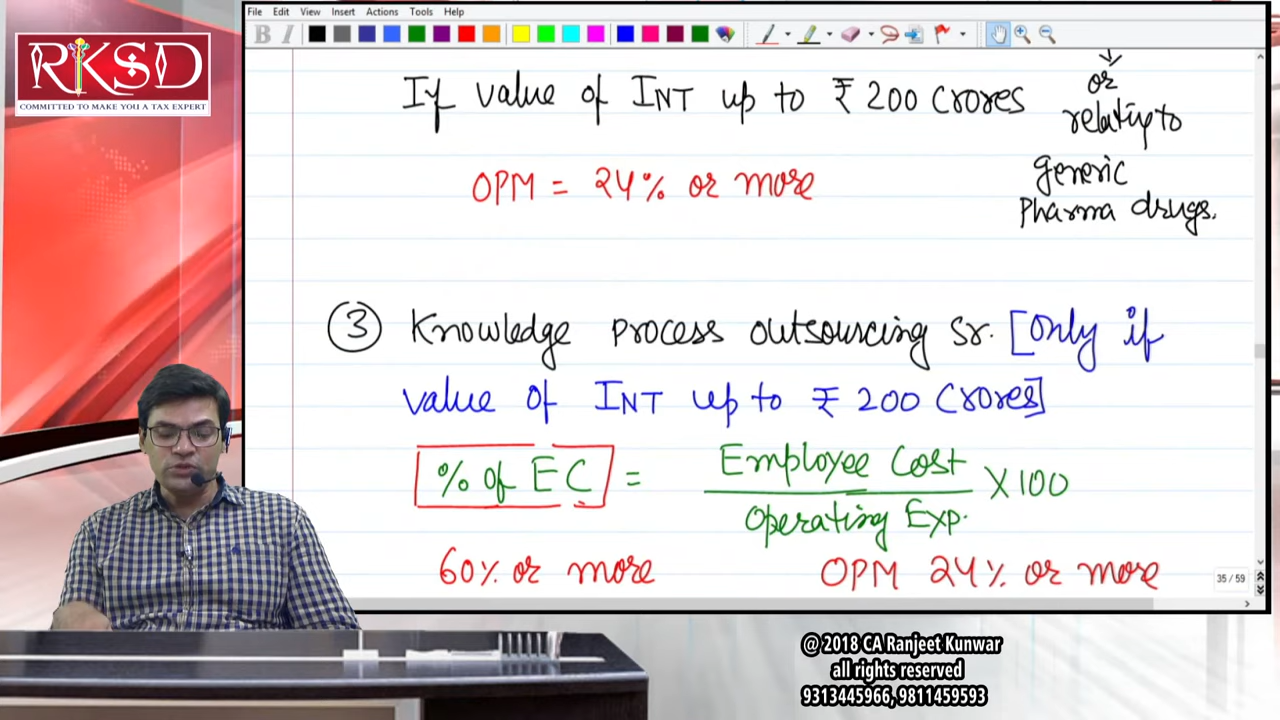 File Edit View Insert Actions Tools Help
B I
RKSD
COMMITTED TO MAKE YOU A TAX EXPERT
If value of INT up to ₹ 200 Crores
or
relating to
generic
Pharma drugs.
OPM = 24% or more
③ Knowledge process outsourcing Sr. [only if
value of INT up to ₹ 200 Crores]
% of EC = Employee Cost / Operating Exp. X 100
60% or more OPM 24% or more
35 / 59
@ 2018 CA Ranjeet Kunwar
all rights reserved
9313445966, 9811459593